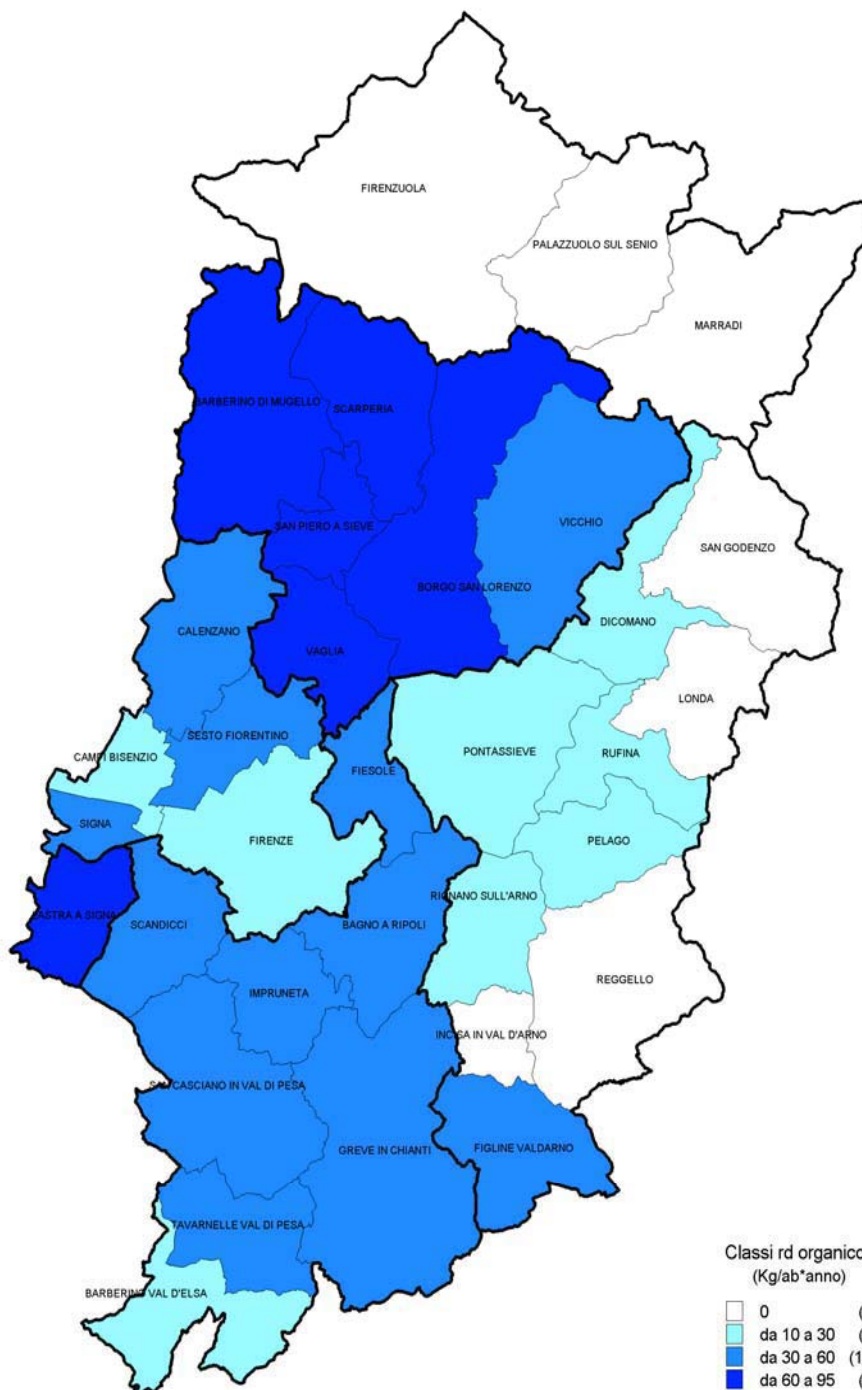 FIRENZUOLA
PALAZZUOLO SUL SENIO
MARRADI
BARBERINO DI MUGELLO
SCARPERIA
SAN PIERO A SIEVE
VICCHIO
SAN GODENZO
BORGO SAN LORENZO
CALENZANO
DICOMANO
VAGLIA
LONDA
SESTO FIORENTINO
CAMPI BISENZIO
PONTASSIEVE
RUFINA
FIESOLE
SIGNA
FIRENZE
PELAGO
RIGNANO SULL'ARNO
LASTRA A SIGNA
SCANDICCI
BAGNO A RIPOLI
REGGELLO
IMPRUNETA
INCISA IN VAL D'ARNO
SAN CASCIANO IN VAL DI PESA
GREVE IN CHIANTI
FIGLINE VALDARNO
TAVARNELLE VAL DI PESA
BARBERINO VAL D'ELSA
Classi rd organico
(Kg/ab*anno)
0 (
da 10 a 30 (
da 30 a 60 (1
da 60 a 95 (